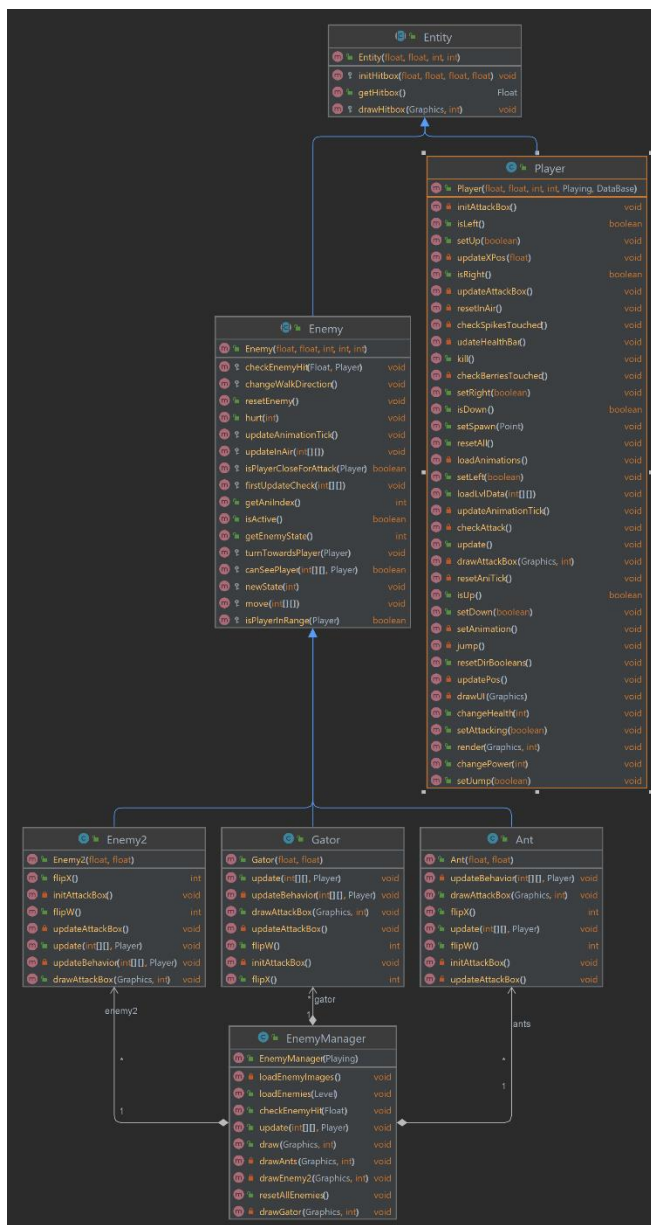 Entity
Entity(float, float, int, int)
initHitbox(float, float, float, float) void
getHitbox() Float
drawHitbox(Graphics, int) void
Player
Player(float, float, int, int, Playing, DataBase)
initAttackBox() void
isLeft() boolean
setUp(boolean) void
updateXPos(float) void
isRight() boolean
updateAttackBox() void
resetInAir() void
checkSpikesTouched() void
udateHealthBar() void
kill() void
checkBerriesTouched() void
setRight(boolean) void
isDown() boolean
setSpawn(Point) void
resetAll() void
loadAnimations() void
setLeft(boolean) void
loadLvlData(int[][]) void
updateAnimationTick() void
checkAttack() void
update() void
drawAttackBox(Graphics, int) void
resetAniTick() void
isUp() boolean
setDown(boolean) void
setAnimation() void
jump() void
resetDirBooleans() void
updatePos() void
drawUI(Graphics) void
changeHealth(int) void
setAttacking(boolean) void
render(Graphics, int) void
changePower(int) void
setJump(boolean) void
Enemy
Enemy(float, float, int, int, int)
checkEnemyHit(Float, Player) void
changeWalkDirection() void
resetEnemy() void
hurt(int) void
updateAnimationTick() void
updateInAir(int[][]) void
isPlayerCloseForAttack(Player) boolean
firstUpdateCheck(int[][]) void
getAniIndex() int
isActive() boolean
getEnemyState() int
turnTowardsPlayer(Player) void
canSeePlayer(int[][], Player) boolean
newState(int) void
move(int[][]) void
isPlayerInRange(Player) boolean
Enemy2
Enemy2(float, float)
flipX() int
initAttackBox() void
flipW() int
updateAttackBox() void
update(int[][], Player) void
updateBehavior(int[][], Player) void
drawAttackBox(Graphics, int) void
Gator
Gator(float, float)
update(int[][], Player) void
updateBehavior(int[][], Player) void
drawAttackBox(Graphics, int) void
updateAttackBox() void
flipW() int
initAttackBox() void
flipX() int
Ant
Ant(float, float)
updateBehavior(int[][], Player) void
drawAttackBox(Graphics, int) void
flipX() int
update(int[][], Player) void
flipW() int
initAttackBox() void
updateAttackBox() void
enemy2
*
1
* gator
1
ants
*
1
EnemyManager
EnemyManager(Playing)
loadEnemyImages() void
loadEnemies(Level) void
checkEnemyHit(Float) void
update(int[][], Player) void
draw(Graphics, int) void
drawAnts(Graphics, int) void
drawEnemy2(Graphics, int) void
resetAllEnemies() void
drawGator(Graphics, int) void